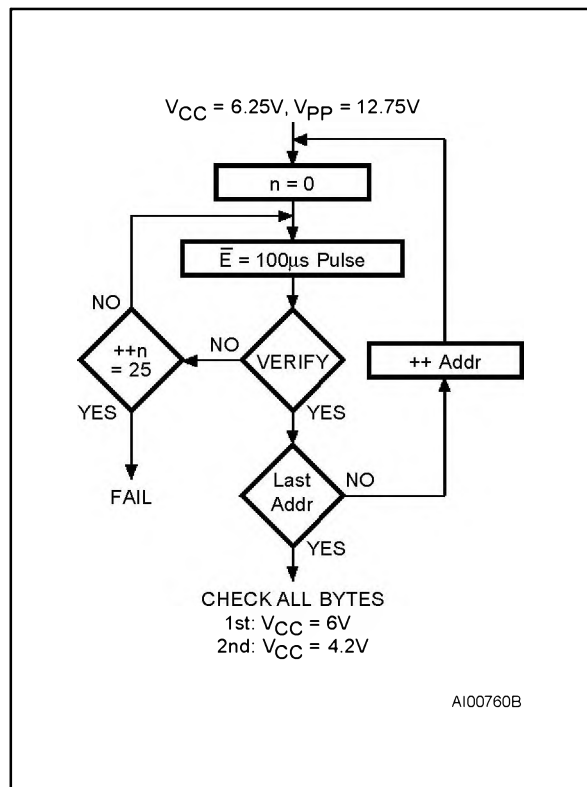 VCC = 6.25V, VPP = 12.75V
n = 0
E̅ = 100μs Pulse
NO
++n
= 25
NO
VERIFY
++ Addr
YES
YES
FAIL
Last
Addr
NO
YES
CHECK ALL BYTES
1st: VCC = 6V
2nd: VCC = 4.2V
AI00760B